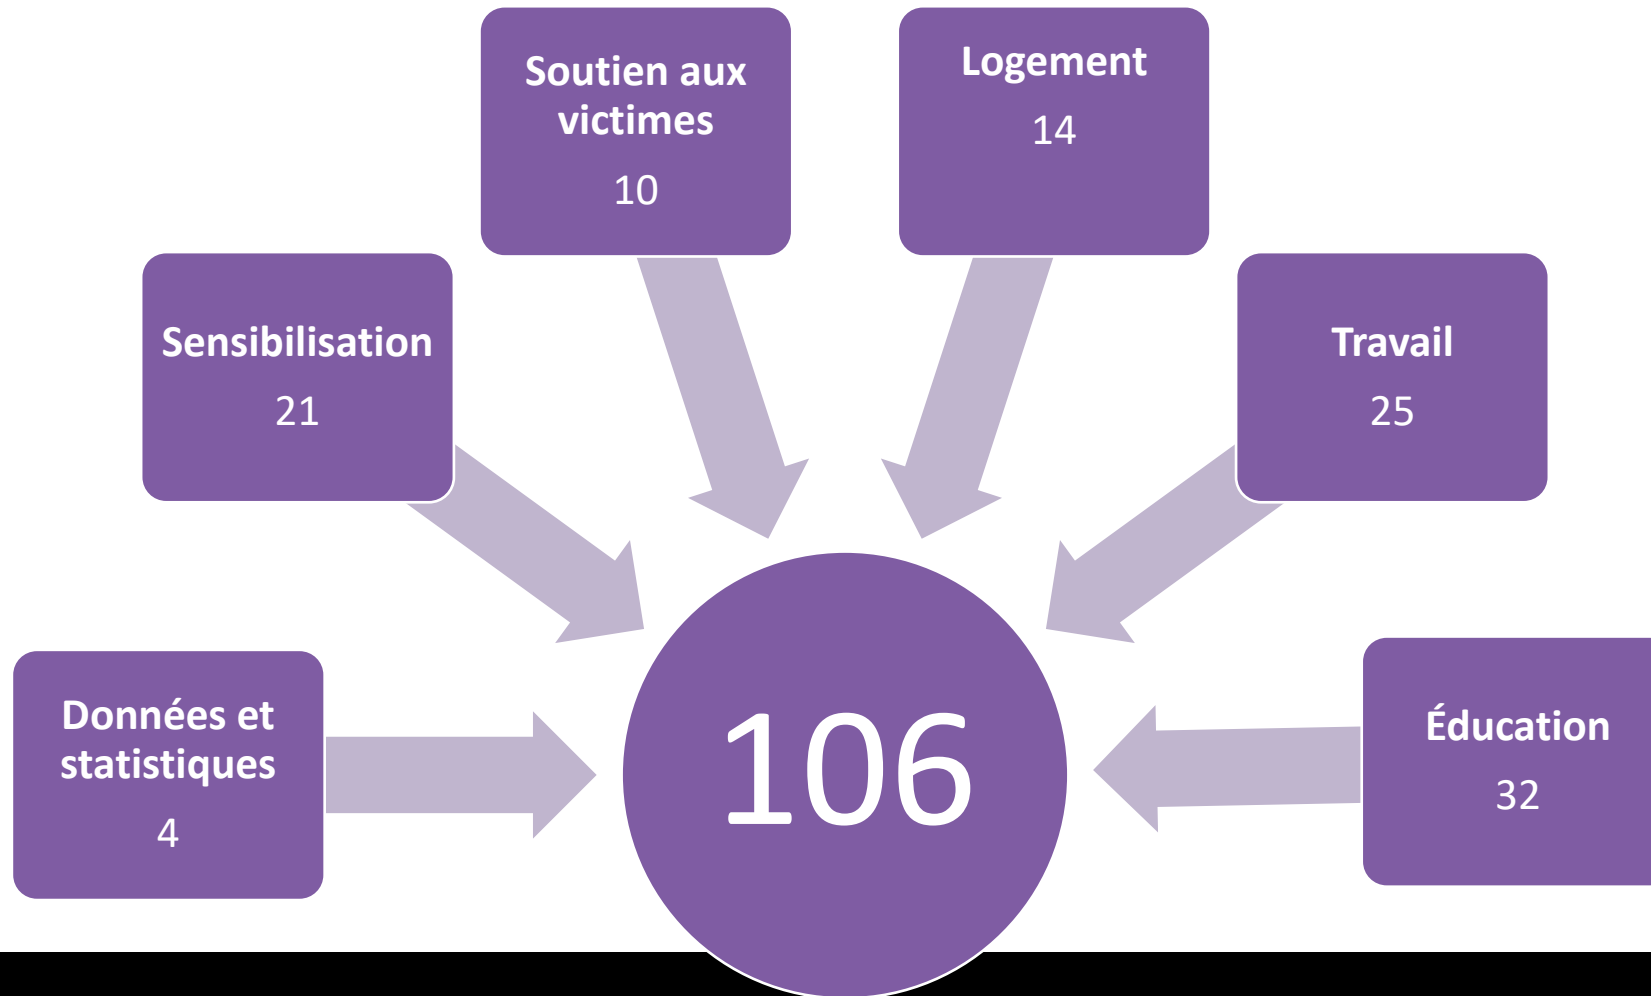 Soutien aux
victimes
10
Logement
14
Sensibilisation
21
Travail
25
Données et
statistiques
4
106
Éducation
32